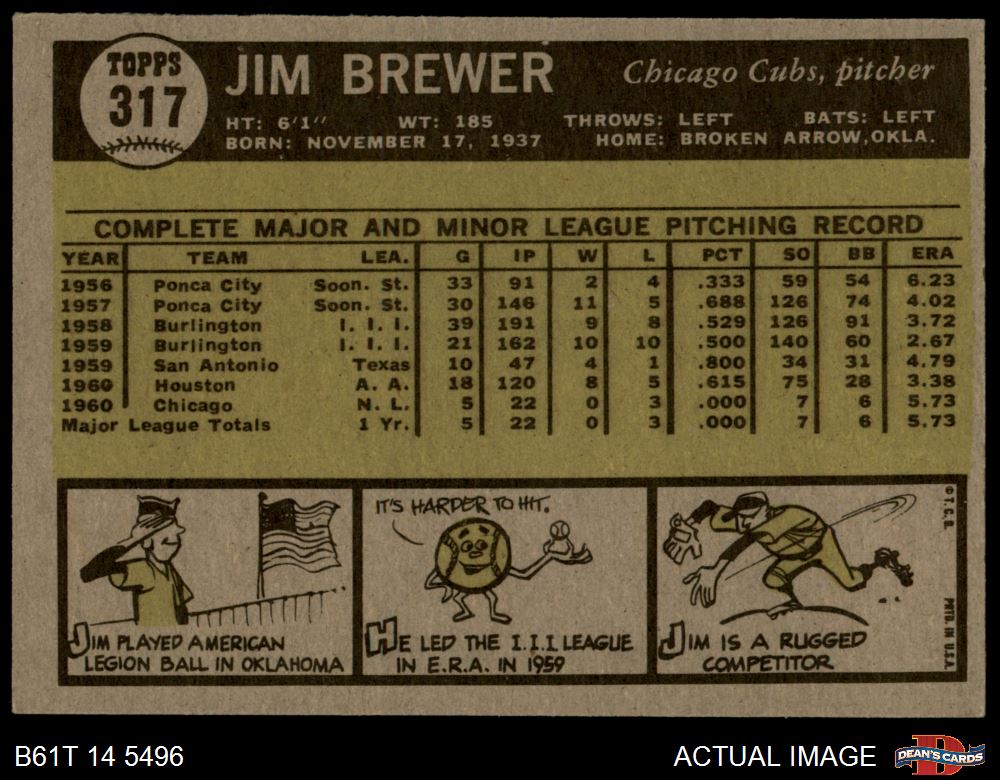 TOPPS
317
JIM BREWER
Chicago Cubs, pitcher
HT: 6'1" WT: 185 THROWS: LEFT BATS: LEFT
BORN: NOVEMBER 17, 1937 HOME: BROKEN ARROW, OKLA.
COMPLETE MAJOR AND MINOR LEAGUE PITCHING RECORD
YEAR TEAM LEA. G IP W L PCT SO BB ERA
1956 Ponca City Soon. St. 33 91 2 4 .333 59 54 6.23
1957 Ponca City Soon. St. 30 146 11 5 .688 126 74 4.02
1958 Burlington I. I. I. 39 191 9 8 .529 126 91 3.72
1959 Burlington I. I. I. 21 162 10 10 .500 140 60 2.67
1959 San Antonio Texas 10 47 4 1 .800 34 31 4.79
1960 Houston A. A. 18 120 8 5 .615 75 28 3.38
1960 Chicago N. L. 5 22 0 3 .000 7 6 5.73
Major League Totals 1 Yr. 5 22 0 3 .000 7 6 5.73
JIM PLAYED AMERICAN
LEGION BALL IN OKLAHOMA
IT'S HARDER TO HIT.
HE LED THE I.I.I. LEAGUE
IN E.R.A. IN 1959
JIM IS A RUGGED
COMPETITOR
© T.C.G.
PRTD. IN U.S.A.
B61T 14 5496
ACTUAL IMAGE
DEAN'S CARDS